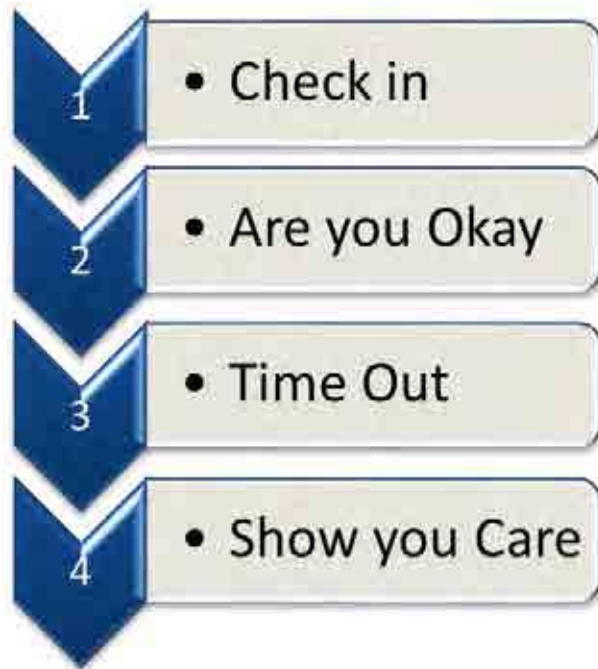 1 • Check in
2 • Are you Okay
3 • Time Out
4 • Show you Care